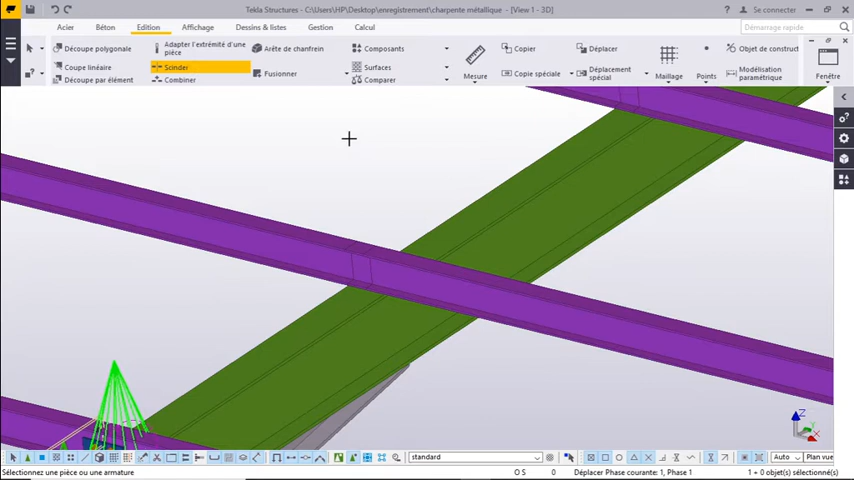 Tekla Structures - C:\Users\HP\Desktop\enregistrement\charpente métallique - [View 1 - 3D]
Se connecter
Acier Béton Edition Affichage Dessins & listes Gestion Calcul
Démarrage rapide
Découpe polygonale
Adapter l'extrémité d'une pièce
Arête de chanfrein
Composants
Copier
Déplacer
Objet de construct
Coupe linéaire
Scinder
Fusionner
Surfaces
Copie spéciale
Déplacement spécial
Modélisation paramétrique
Découpe par élément
Combiner
Comparer
Mesure
Maillage
Points
Fenêtre
Z
standard
Auto
Plan vue
Sélectionnez une pièce ou une armature
O S
0
Déplacer
Phase courante: 1, Phase 1
1 + 0 objet(s) sélectionné(s)